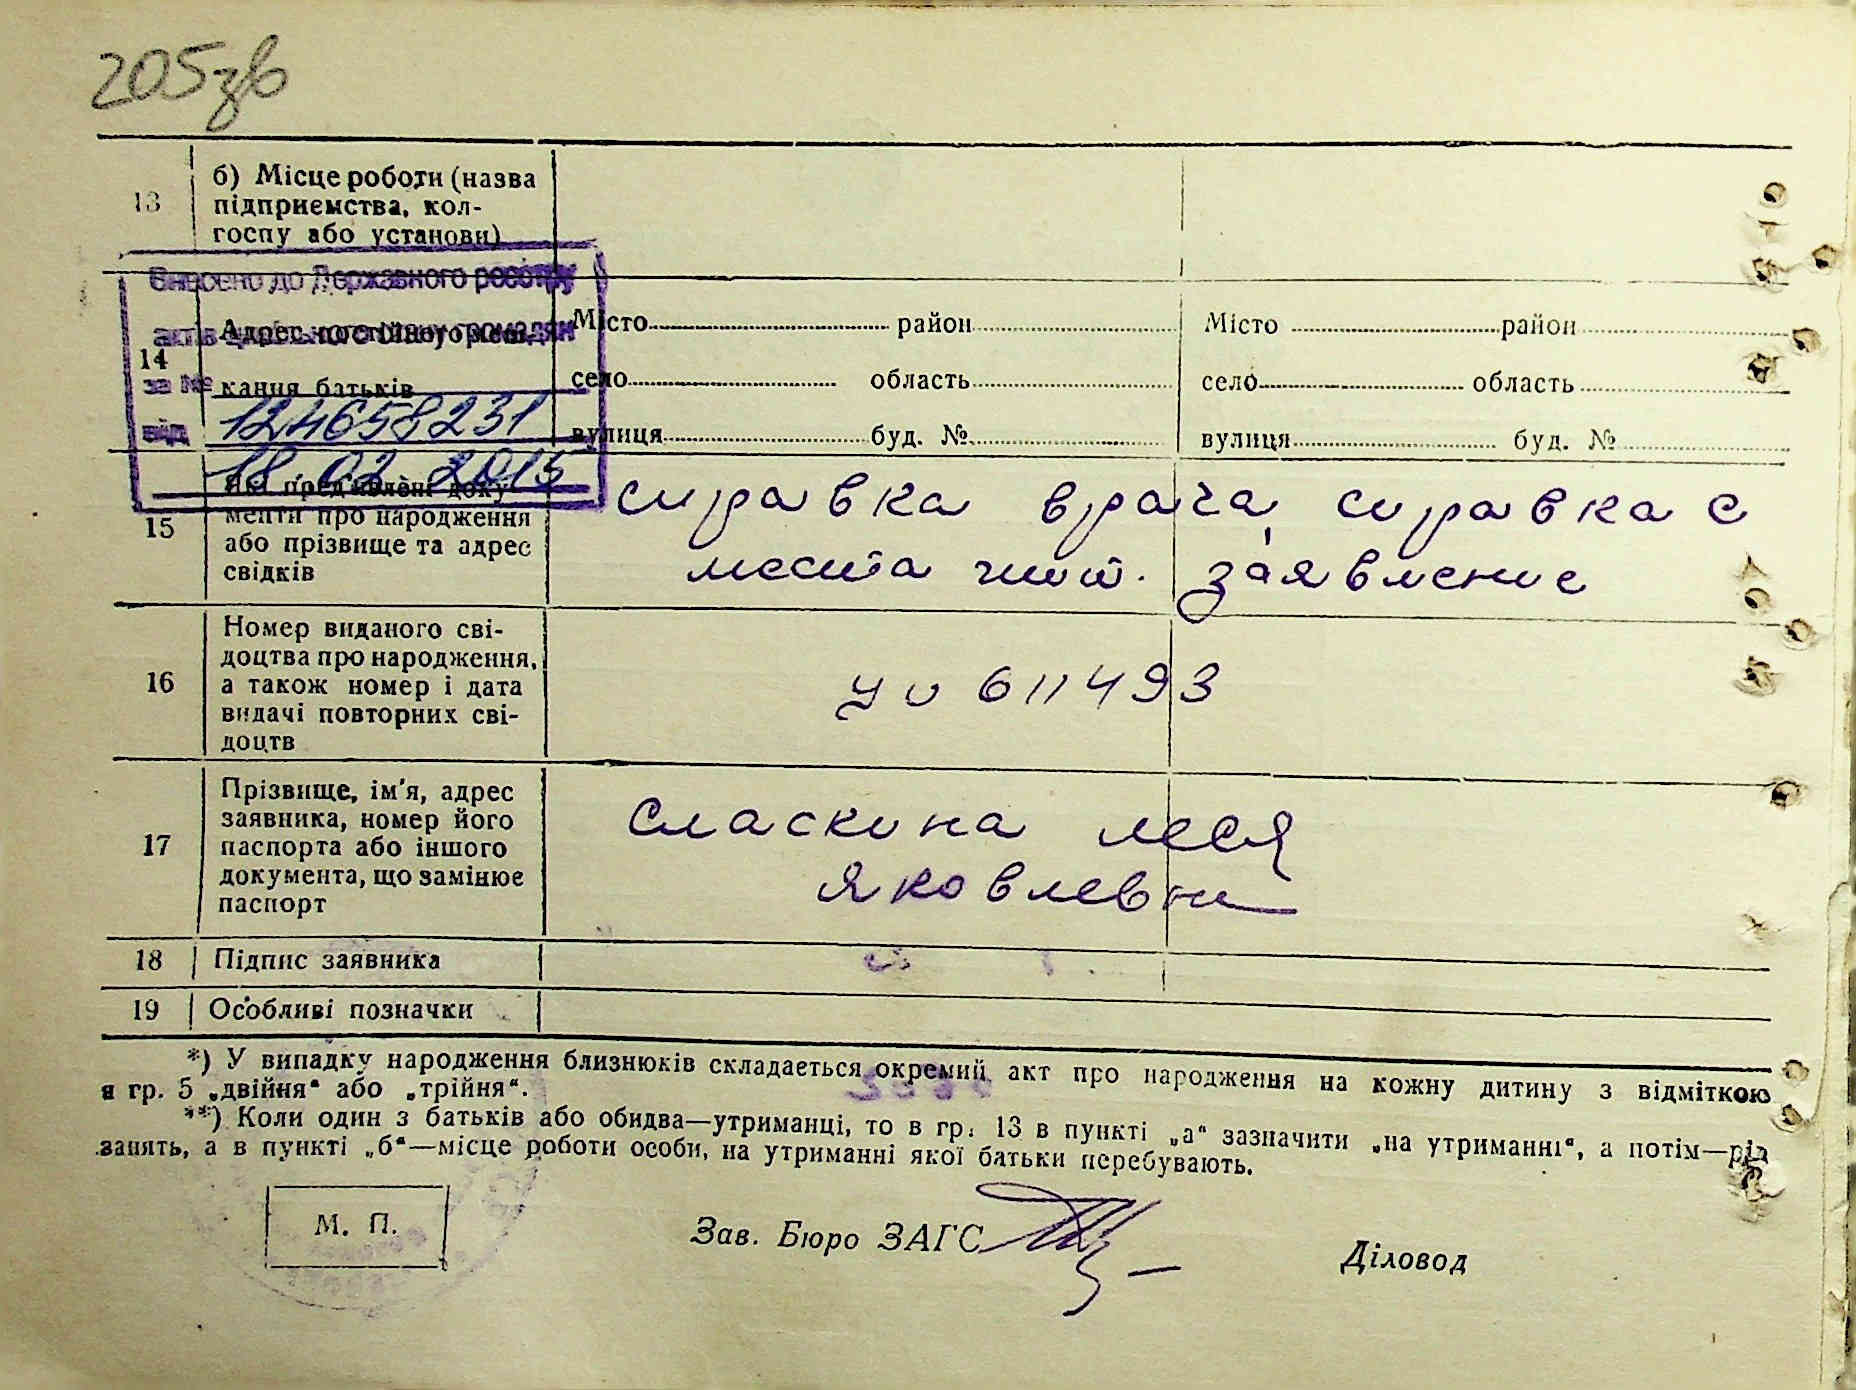 205зв
13
б) Місце роботи (назва
підприємства, кол-
госпу або установи)
Внесено до Державного реєстру
актів цивільного стану громадян
за № 124658231
від 18.02.2015
14
Адрес постійного меш-
кання батьків
Місто район
село область
вулиця буд. №
Місто район
село область
вулиця буд. №
15
Які пред'явлені доку-
менти про народження
або прізвище та адрес
свідків
справка врача, справка с
места жит. заявление
16
Номер виданого сві-
доцтва про народження,
а також номер і дата
видачі повторних сві-
доцтв
611493
17
Прізвище, ім'я, адрес
заявника, номер його
паспорта або іншого
документа, що замінює
паспорт
Сласкина Леся
Яковлевна
18
Підпис заявника
19
Особливі позначки
*) У випадку народження близнюків складається окремий акт про народження на кожну дитину з відміткою
в гр. 5 „двійня“ або „трійня“.
**) Коли один з батьків або обидва—утриманці, то в гр. 13 в пункті „а“ зазначити „на утриманні“, а потім—рід
занять, а в пункті „б“—місце роботи особи, на утриманні якої батьки перебувають.
М. П.
Зав. Бюро ЗАГС
Діловод